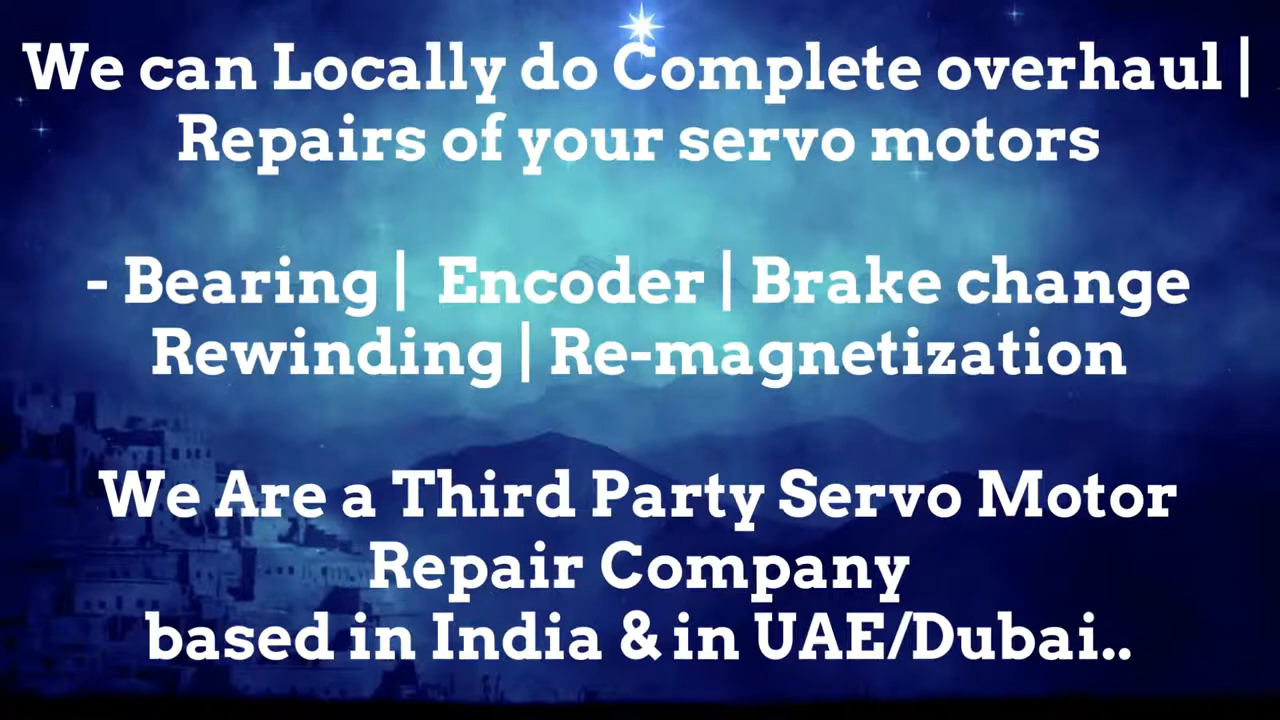 We can Locally do Complete overhaul |
Repairs of your servo motors
- Bearing | Encoder | Brake change
Rewinding | Re-magnetization
We Are a Third Party Servo Motor
Repair Company
based in India & in UAE/Dubai..